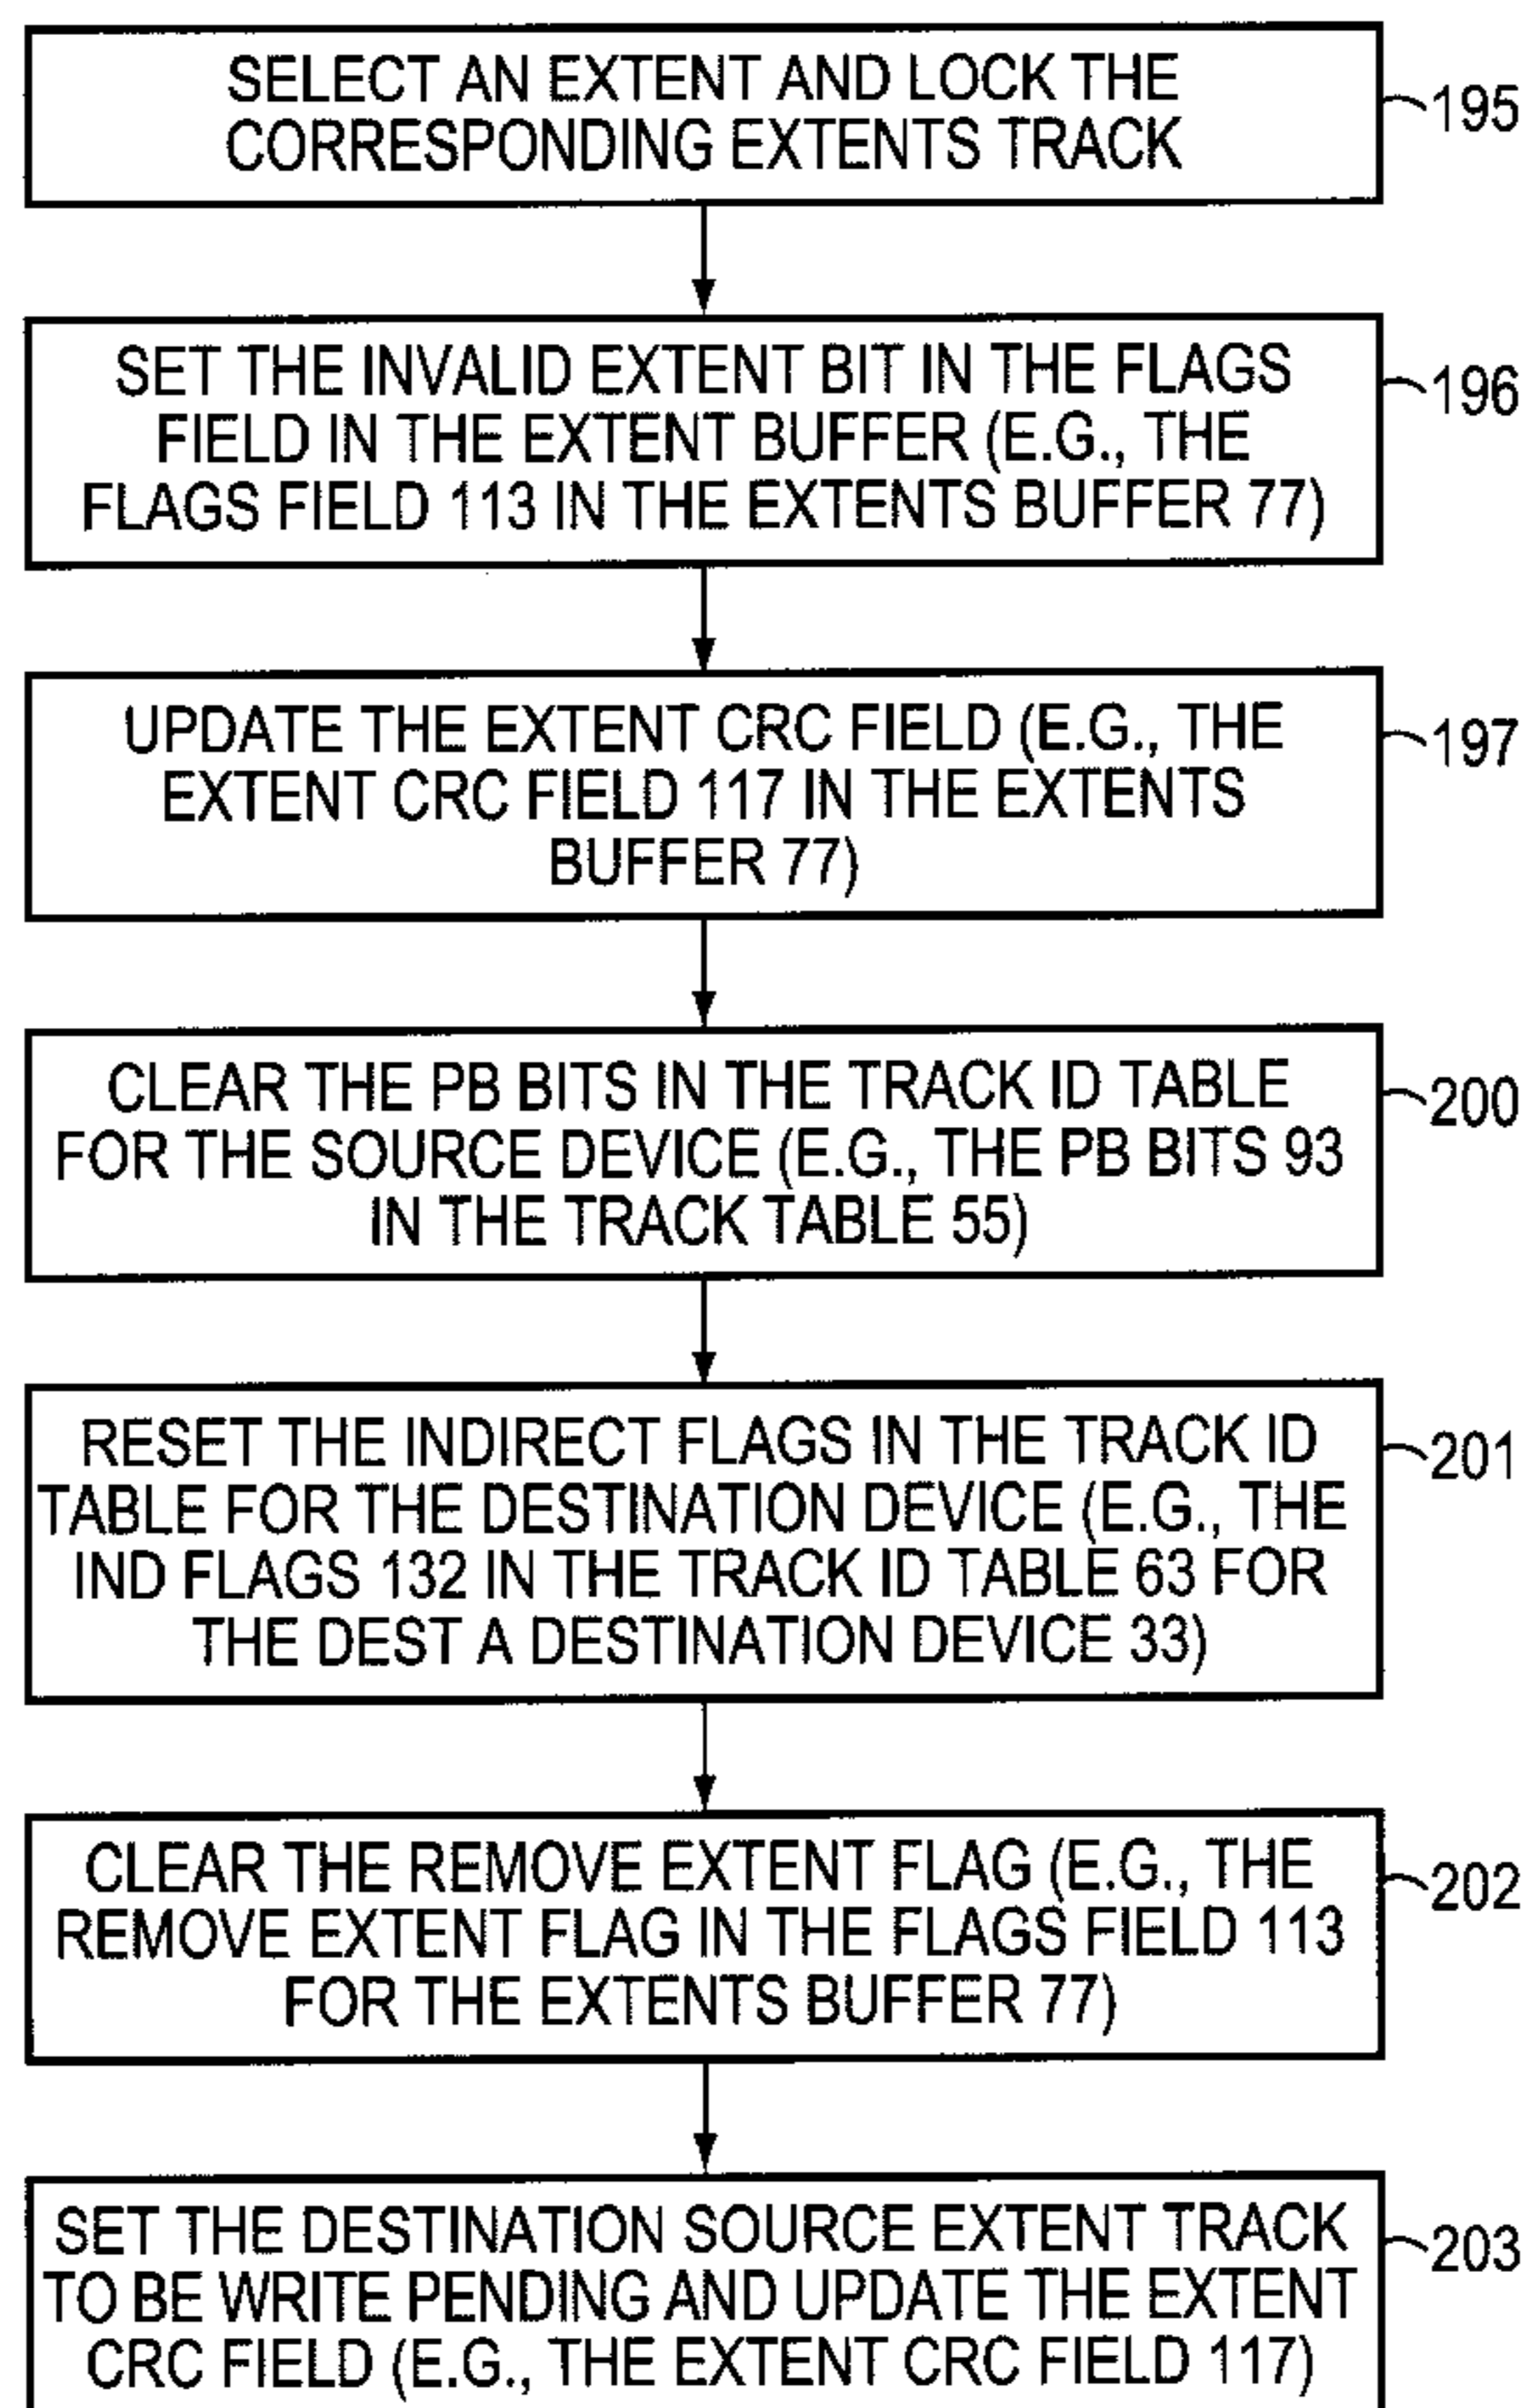 SELECT AN EXTENT AND LOCK THE
CORRESPONDING EXTENTS TRACK
195
SET THE INVALID EXTENT BIT IN THE FLAGS
FIELD IN THE EXTENT BUFFER (E.G., THE
FLAGS FIELD 113 IN THE EXTENTS BUFFER 77)
196
UPDATE THE EXTENT CRC FIELD (E.G., THE
EXTENT CRC FIELD 117 IN THE EXTENTS
BUFFER 77)
197
CLEAR THE PB BITS IN THE TRACK ID TABLE
FOR THE SOURCE DEVICE (E.G., THE PB BITS 93
IN THE TRACK TABLE 55)
200
RESET THE INDIRECT FLAGS IN THE TRACK ID
TABLE FOR THE DESTINATION DEVICE (E.G., THE
IND FLAGS 132 IN THE TRACK ID TABLE 63 FOR
THE DEST A DESTINATION DEVICE 33)
201
CLEAR THE REMOVE EXTENT FLAG (E.G., THE
REMOVE EXTENT FLAG IN THE FLAGS FIELD 113
FOR THE EXTENTS BUFFER 77)
202
SET THE DESTINATION SOURCE EXTENT TRACK
TO BE WRITE PENDING AND UPDATE THE EXTENT
CRC FIELD (E.G., THE EXTENT CRC FIELD 117)
203